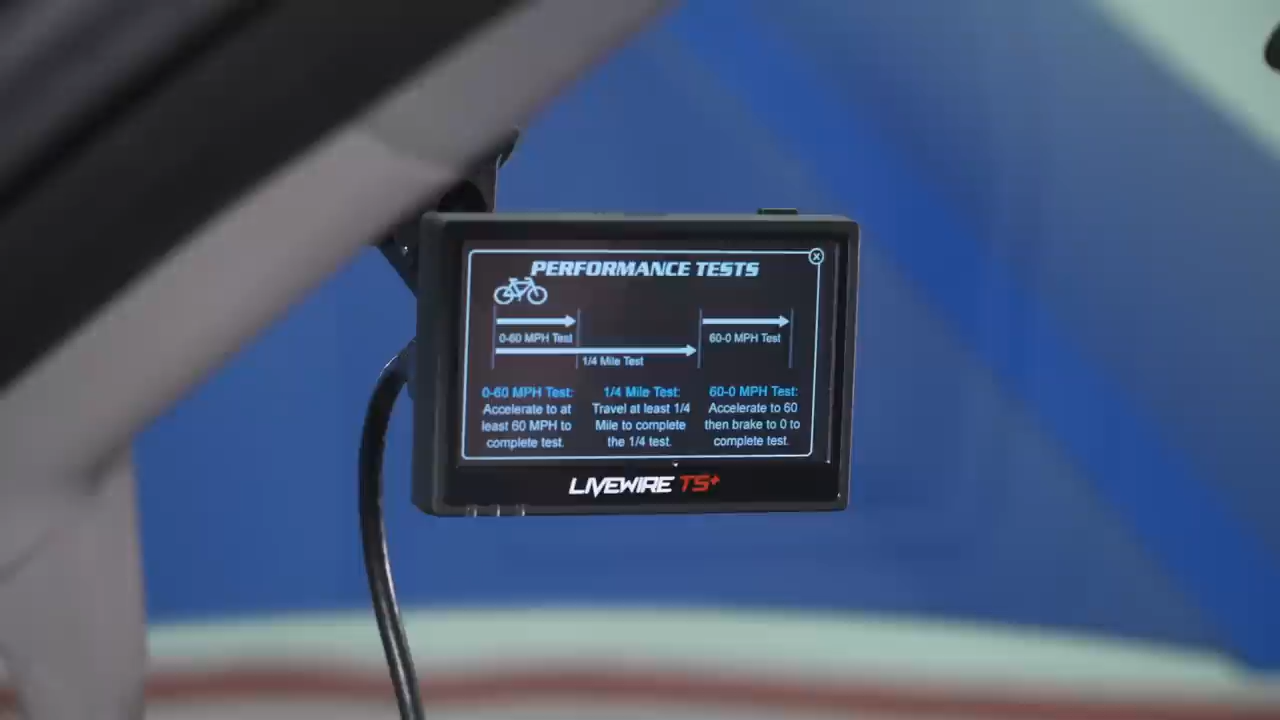 PERFORMANCE TESTS
0-60 MPH Test
60-0 MPH Test
1/4 Mile Test
0-60 MPH Test:
Accelerate to at
least 60 MPH to
complete test.
1/4 Mile Test:
Travel at least 1/4
Mile to complete
the 1/4 test.
60-0 MPH Test:
Accelerate to 60
then brake to 0 to
complete test.
LIVEWIRE TS+